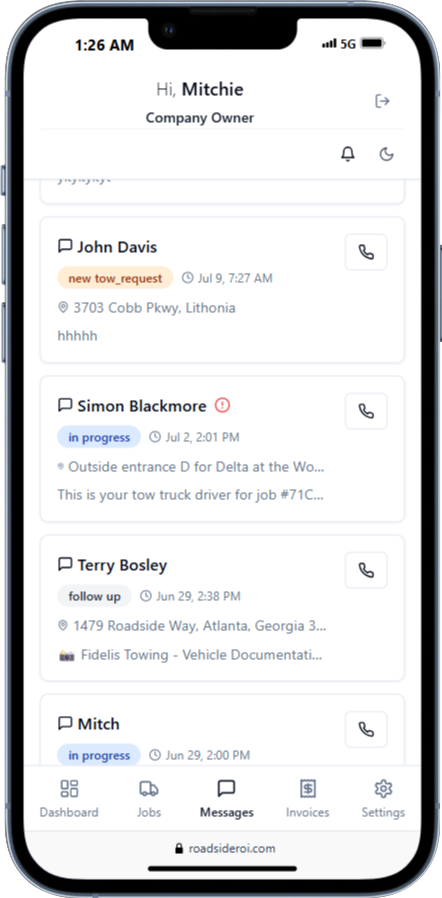 1:26 AM
5G
Hi, Mitchie
Company Owner
John Davis
new tow_request
Jul 9, 7:27 AM
3703 Cobb Pkwy, Lithonia
hhhhh
Simon Blackmore
in progress
Jul 2, 2:01 PM
Outside entrance D for Delta at the Wo...
This is your tow truck driver for job #71C...
Terry Bosley
follow up
Jun 29, 2:38 PM
1479 Roadside Way, Atlanta, Georgia 3...
Fidelis Towing - Vehicle Documentati...
Mitch
in progress
Jun 29, 2:00 PM
Dashboard
Jobs
Messages
Invoices
Settings
roadsideroi.com